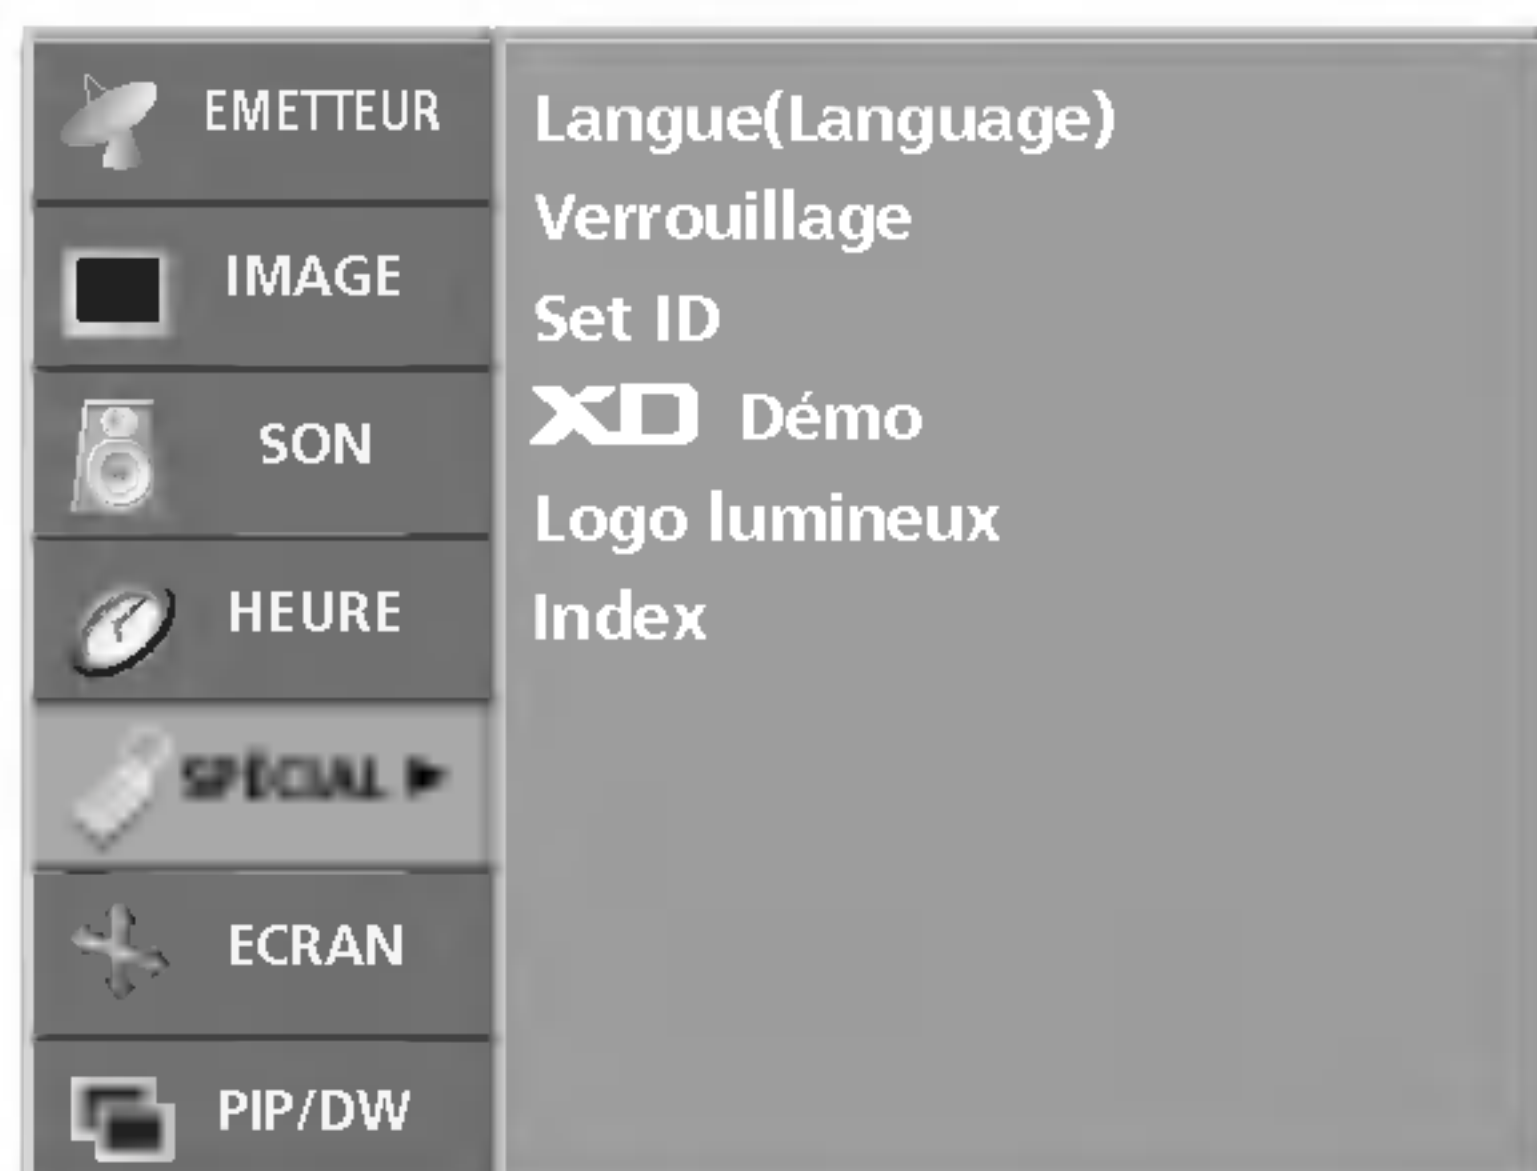 EMETTEUR
IMAGE
SON
HEURE
SPÉCIAL ►
ECRAN
PIP/DW
Langue(Language)
Verrouillage
Set ID
XD Démo
Logo lumineux
Index